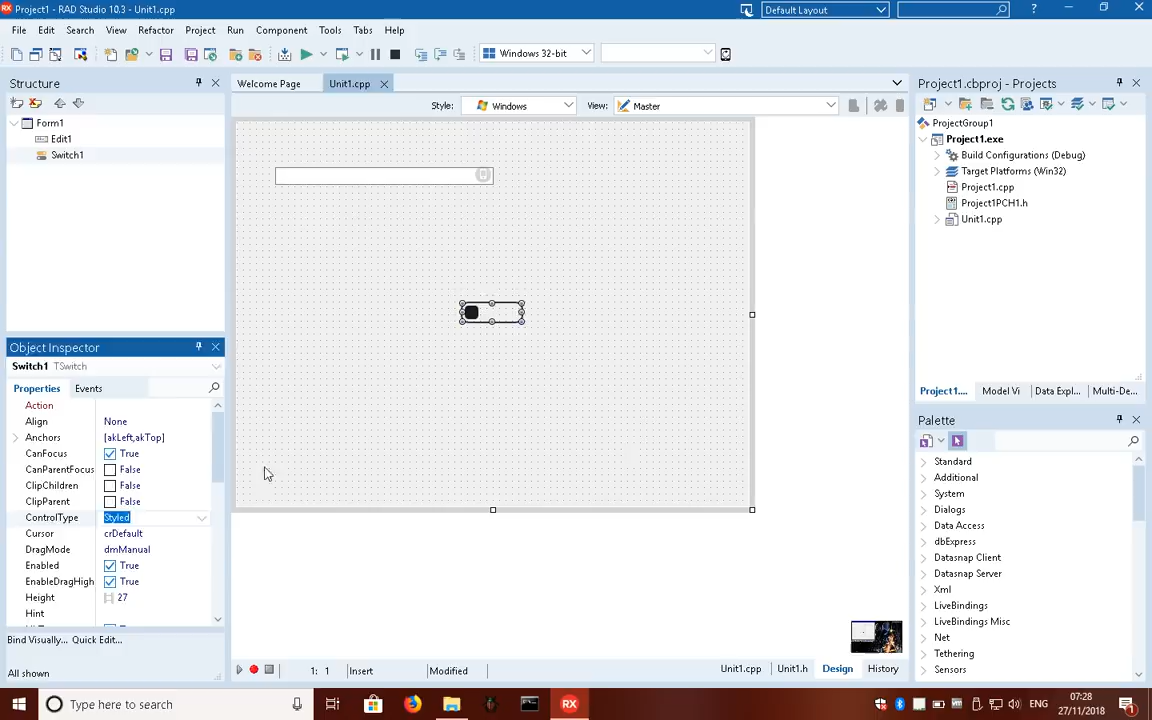 Project1 - RAD Studio 10.3 - Unit1.cpp
Default Layout
File Edit Search View Refactor Project Run Component Tools Tabs Help
Windows 32-bit
Structure
Form1
Edit1
Switch1
Welcome Page Unit1.cpp
Style: Windows View: Master
Project1.cbproj - Projects
ProjectGroup1
Project1.exe
Build Configurations (Debug)
Target Platforms (Win32)
Project1.cpp
Project1PCH1.h
Unit1.cpp
Project1.... Model Vi Data Expl... Multi-De...
Object Inspector
Switch1 TSwitch
Properties Events
Action
Align None
Anchors [akLeft,akTop]
CanFocus True
CanParentFocus False
ClipChildren False
ClipParent False
ControlType Styled
Cursor crDefault
DragMode dmManual
Enabled True
EnableDragHigh True
Height 27
Hint
Bind Visually... Quick Edit...
All shown
Palette
Standard
Additional
System
Dialogs
Data Access
dbExpress
Datasnap Client
Datasnap Server
Xml
LiveBindings
LiveBindings Misc
Net
Tethering
Sensors
1: 1 Insert Modified
Unit1.cpp Unit1.h Design History
Type here to search
RX
ENG
07:28
27/11/2018